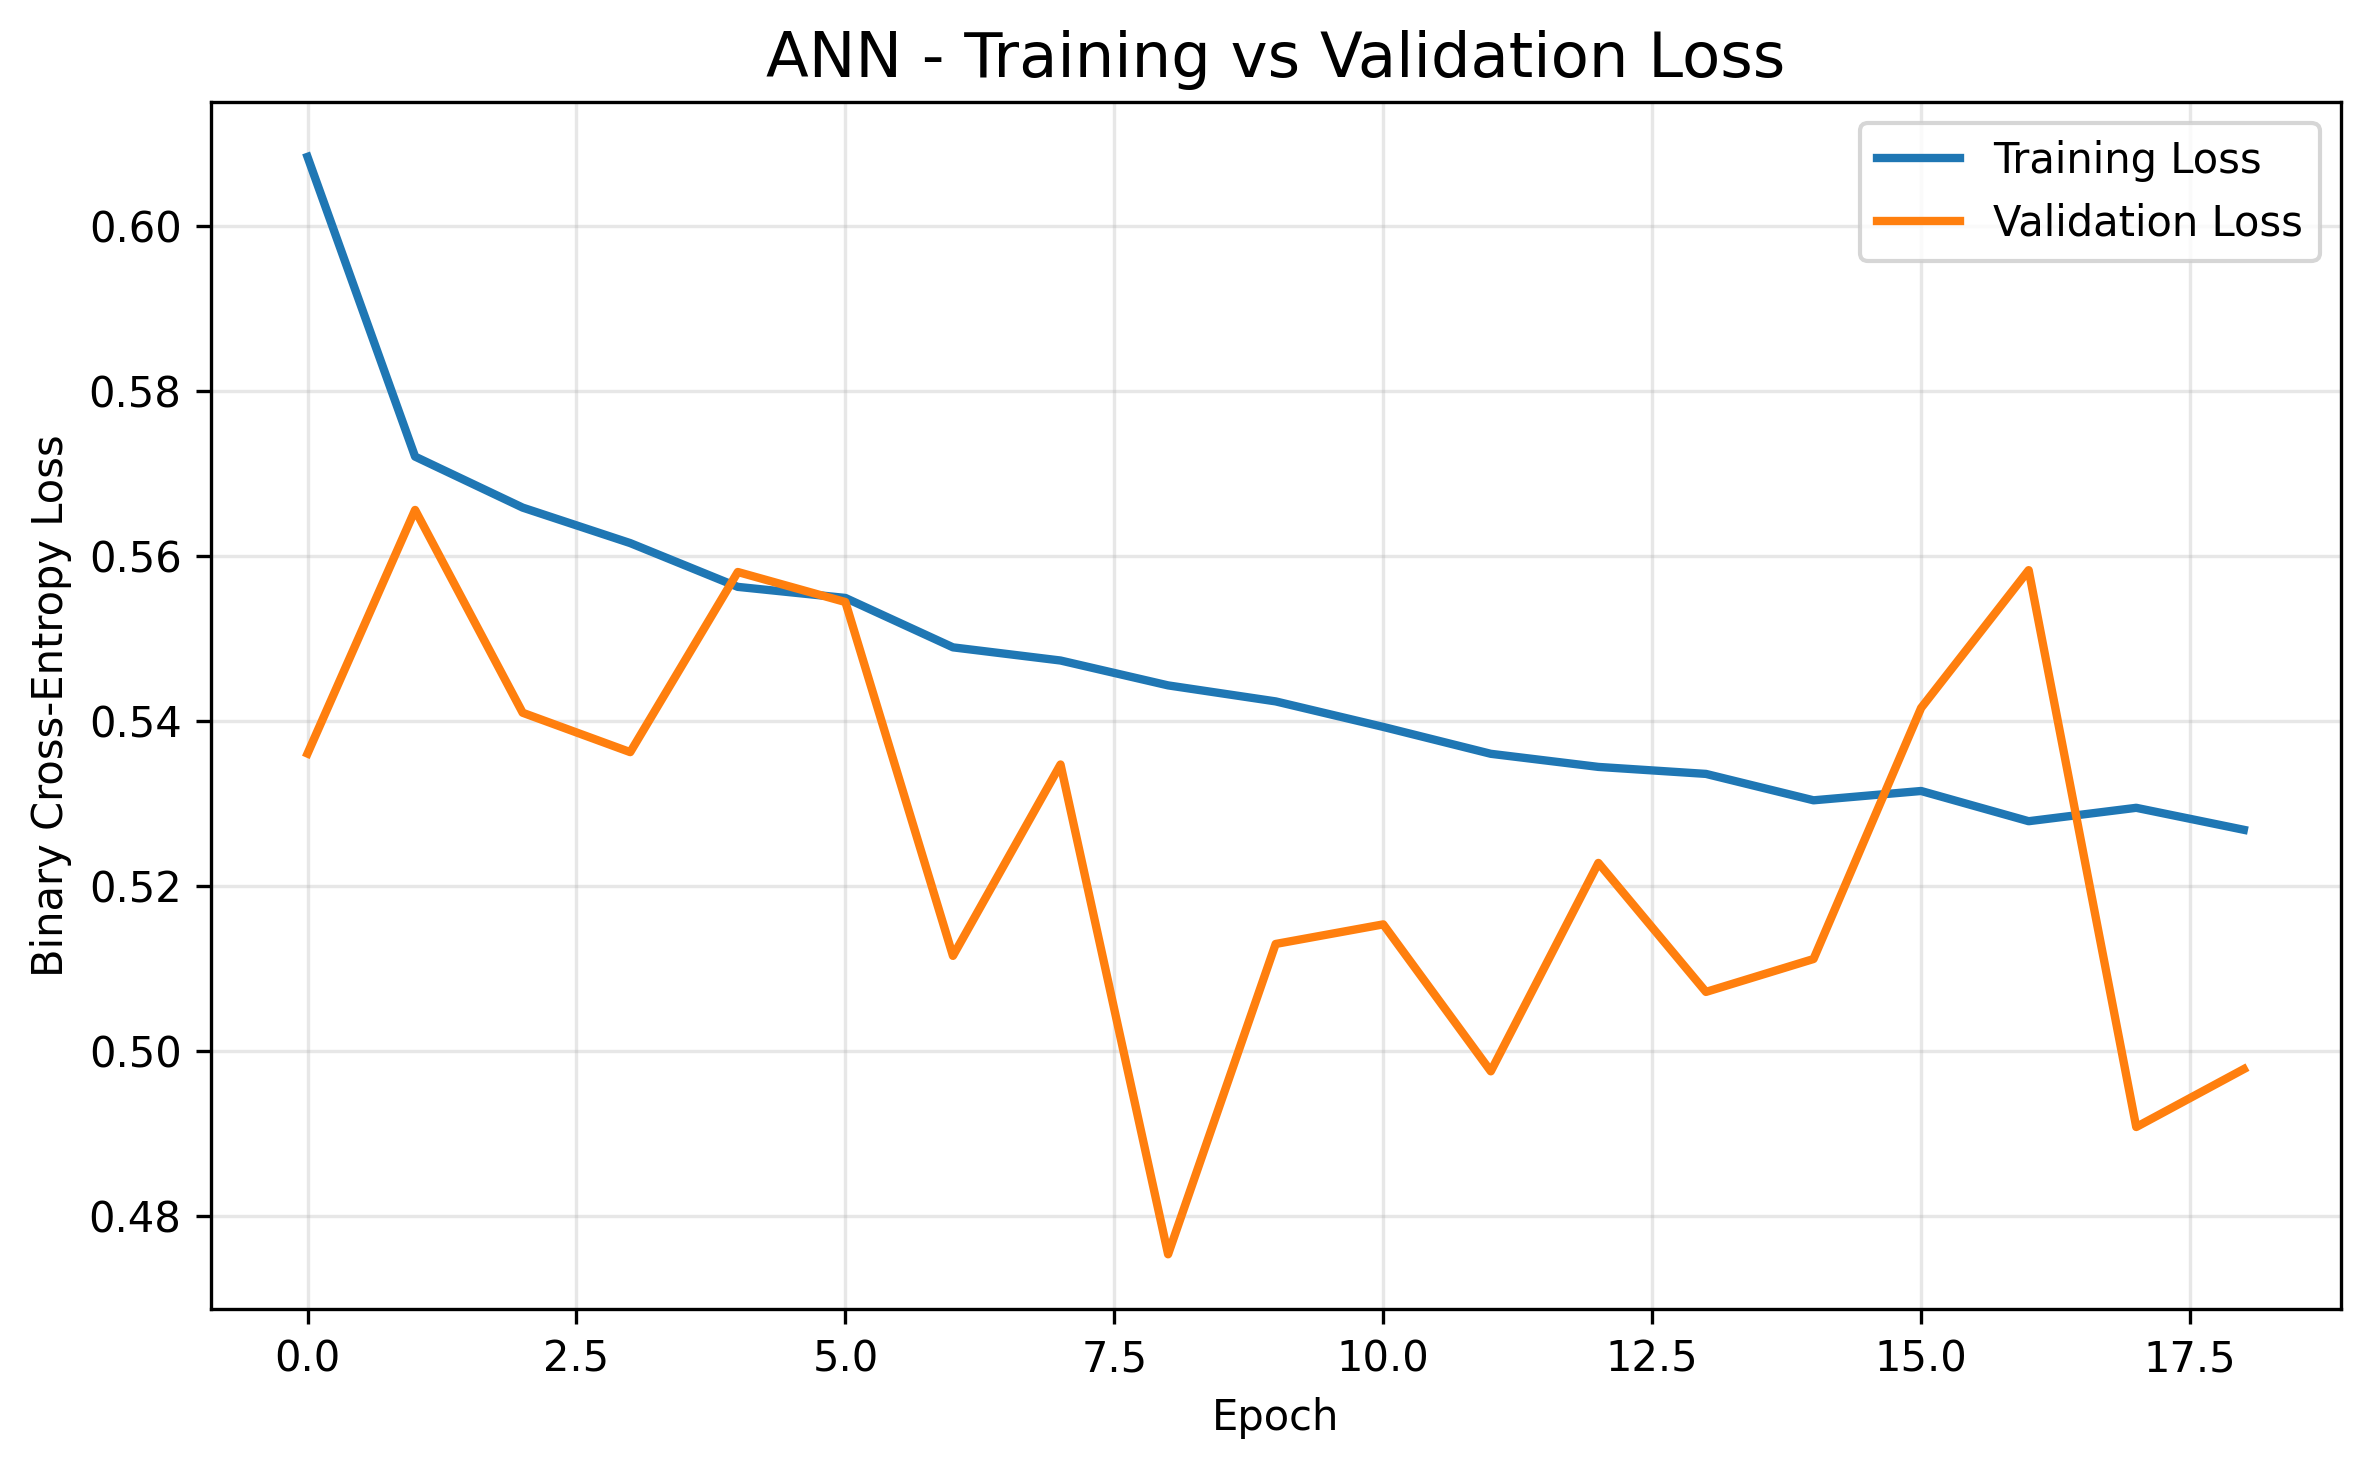 ANN - Training vs Validation Loss
Training Loss
Validation Loss
Binary Cross-Entropy Loss
0.60
0.58
0.56
0.54
0.52
0.50
0.48
0.0 2.5 5.0 7.5 10.0 12.5 15.0 17.5
Epoch